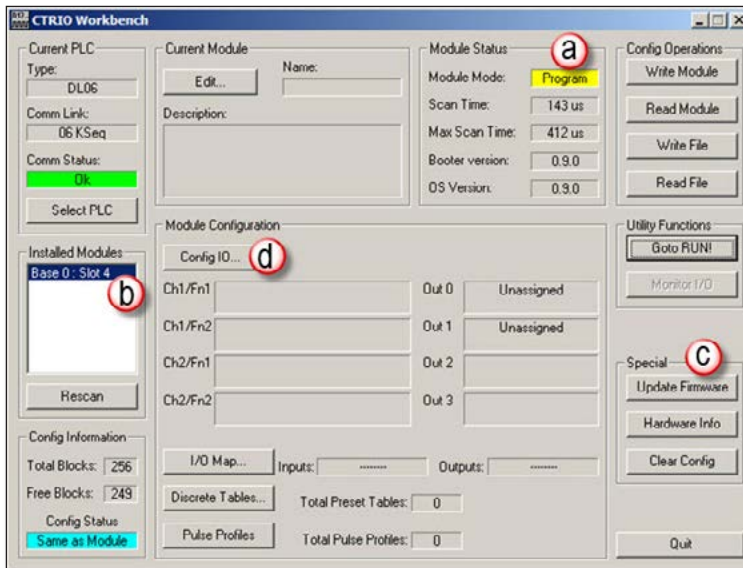 CTRIO Workbench
Current PLC
Type:
DL06
Comm Link:
06 KSeq
Comm Status:
Ok
Select PLC
Installed Modules
Base 0 : Slot 4
b
Rescan
Config Information
Total Blocks: 256
Free Blocks: 249
Config Status
Same as Module
Current Module
Edit...
Name:
Description:
Module Status
a
Module Mode: Program
Scan Time: 143 us
Max Scan Time: 412 us
Booter version: 0.9.0
OS Version: 0.9.0
Module Configuration
Config IO...
d
Ch1/Fn1
Out 0 Unassigned
Ch1/Fn2
Out 1 Unassigned
Ch2/Fn1
Out 2
Ch2/Fn2
Out 3
I/O Map...
Inputs: --------
Outputs: --------
Discrete Tables...
Total Preset Tables: 0
Pulse Profiles
Total Pulse Profiles: 0
Config Operations
Write Module
Read Module
Write File
Read File
Utility Functions
Goto RUN!
Monitor I/O
Special
c
Update Firmware
Hardware Info
Clear Config
Quit